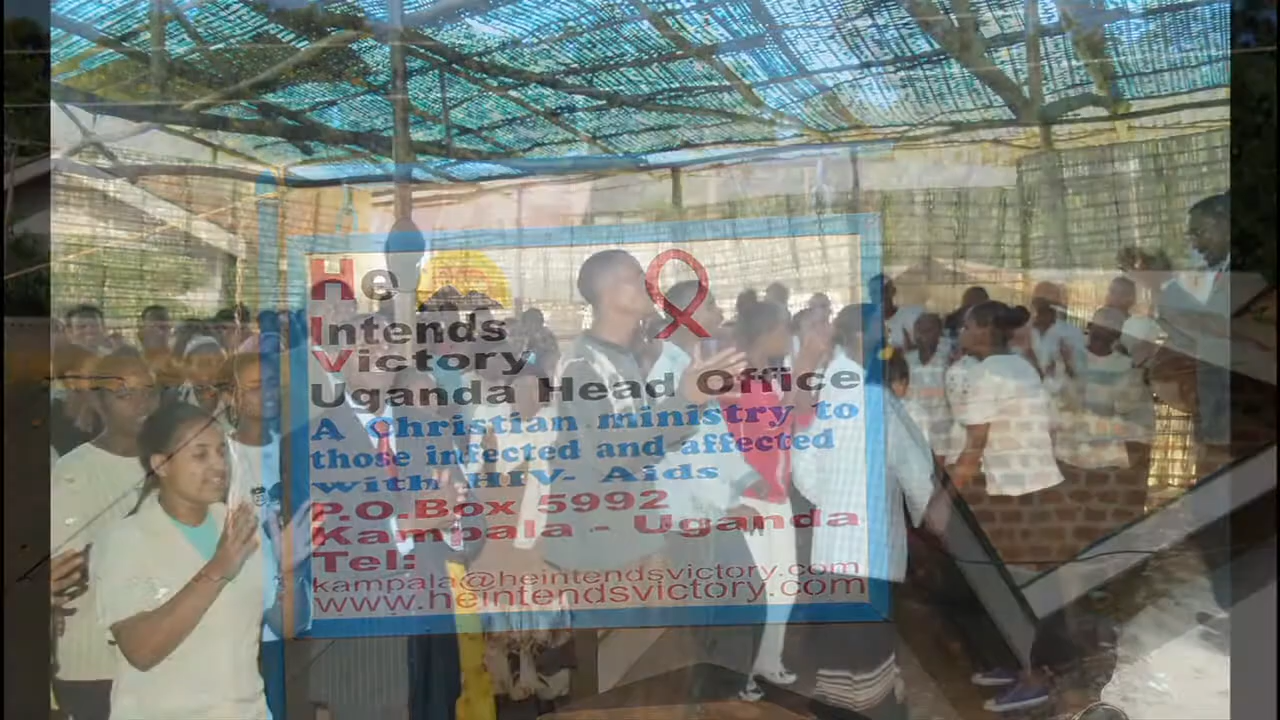 He
Intends
Victory
Uganda Head Office
A Christian ministry to
those infected and affected
with HIV- Aids
P.O.Box 5992
Kampala - Uganda
Tel:
kampala@heintendsvictory.com
www.heintendsvictory.com